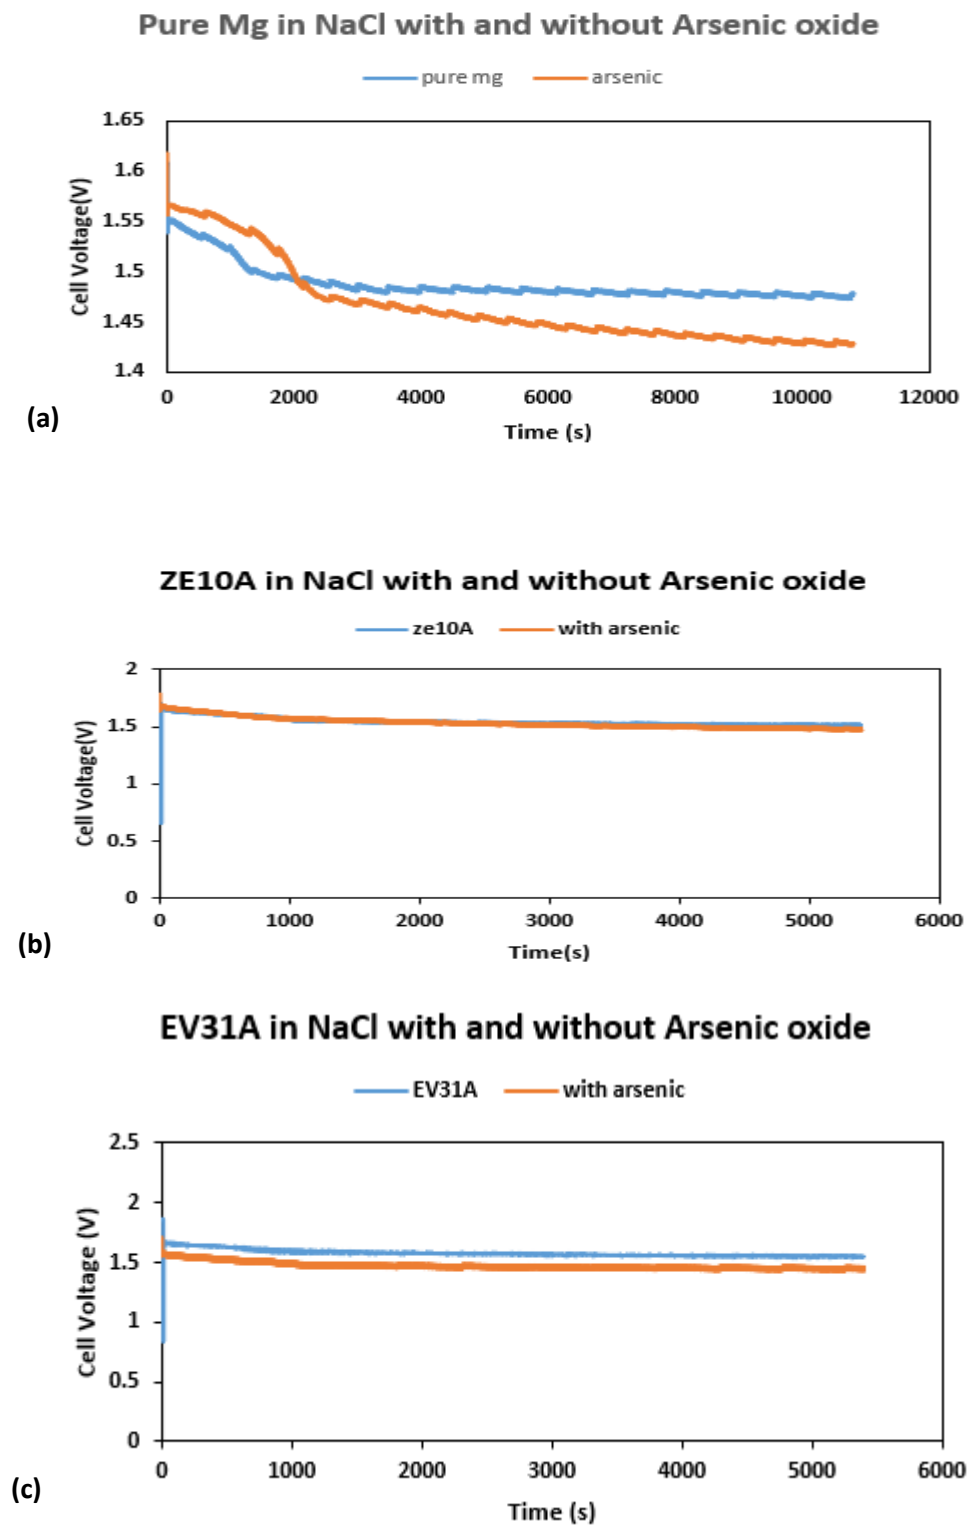 Pure Mg in NaCl with and without Arsenic oxide
pure mg arsenic
1.65
1.6
1.55
1.5
1.45
1.4
Cell Voltage(V)
0 2000 4000 6000 8000 10000 12000
Time (s)
(a)
ZE10A in NaCl with and without Arsenic oxide
ze10A with arsenic
2
1.5
1
0.5
0
Cell Voltage(V)
0 1000 2000 3000 4000 5000 6000
Time(s)
(b)
EV31A in NaCl with and without Arsenic oxide
EV31A with arsenic
2.5
2
1.5
1
0.5
0
Cell Voltage (V)
0 1000 2000 3000 4000 5000 6000
Time (s)
(c)